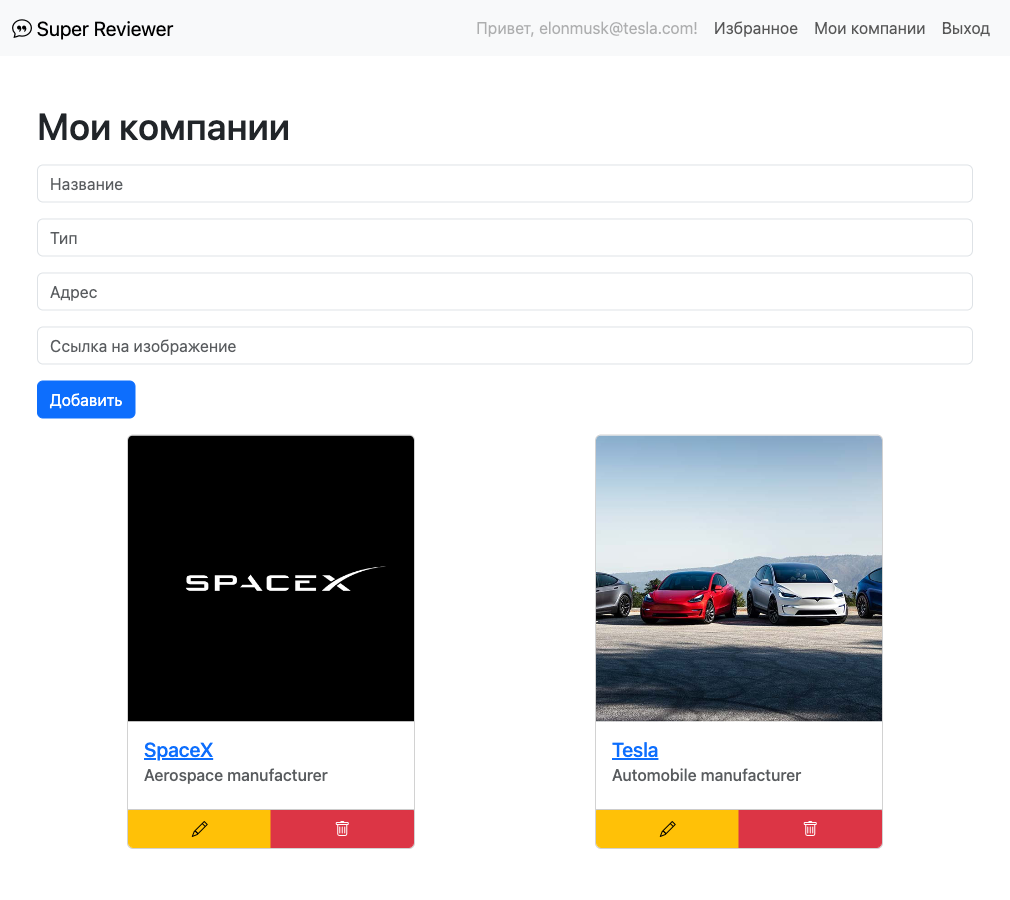 Super Reviewer
Привет, elonmusk@tesla.com!
Избранное
Мои компании
Выход
Мои компании
Название
Тип
Адрес
Ссылка на изображение
Добавить
SPACEX
SpaceX
Aerospace manufacturer
Tesla
Automobile manufacturer